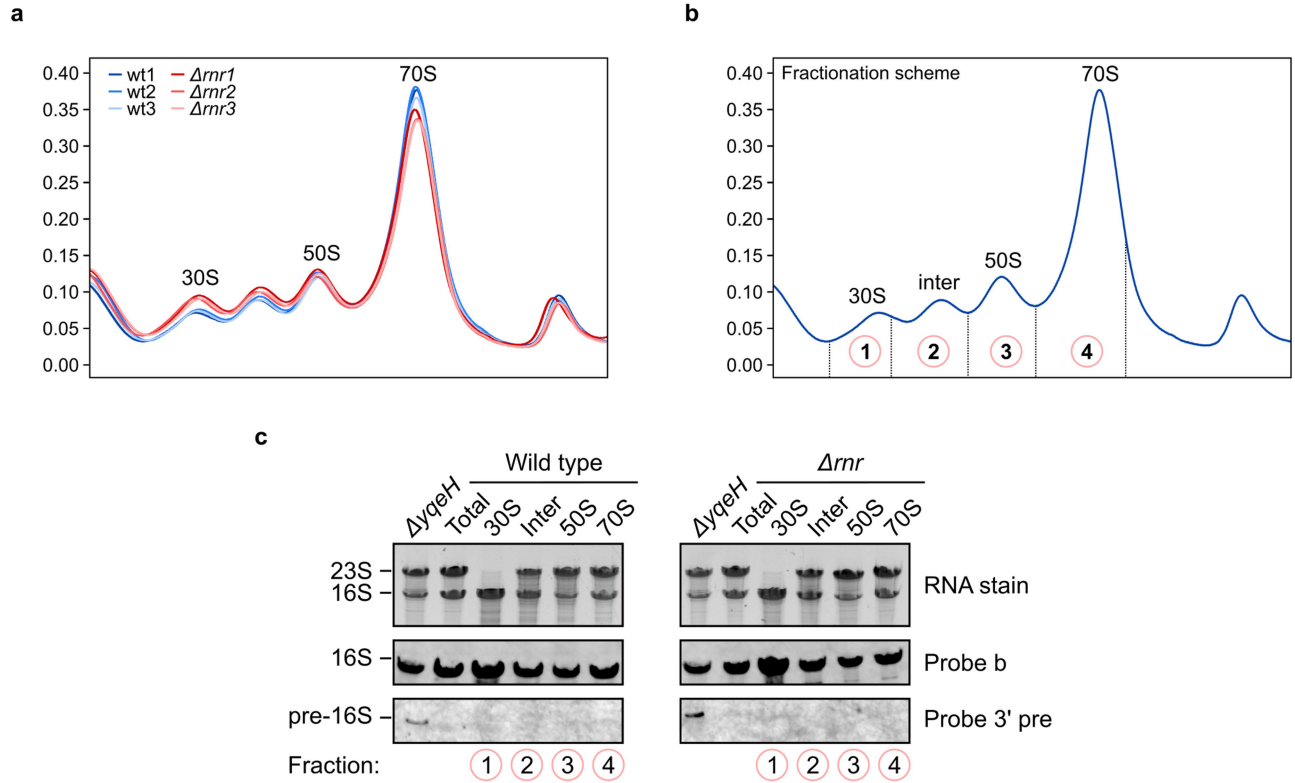 a
0.40
0.35
0.30
0.25
0.20
0.15
0.10
0.05
0.00
wt1 Δrnr1
wt2 Δrnr2
wt3 Δrnr3
30S
50S
70S
b
0.40
0.35
0.30
0.25
0.20
0.15
0.10
0.05
0.00
Fractionation scheme
30S
inter
50S
70S
1 2 3 4
c
Wild type
Δrnr
ΔyqeH Total 30S Inter 50S 70S
ΔyqeH Total 30S Inter 50S 70S
23S
16S
RNA stain
16S
Probe b
pre-16S
Probe 3' pre
Fraction: 1 2 3 4 1 2 3 4